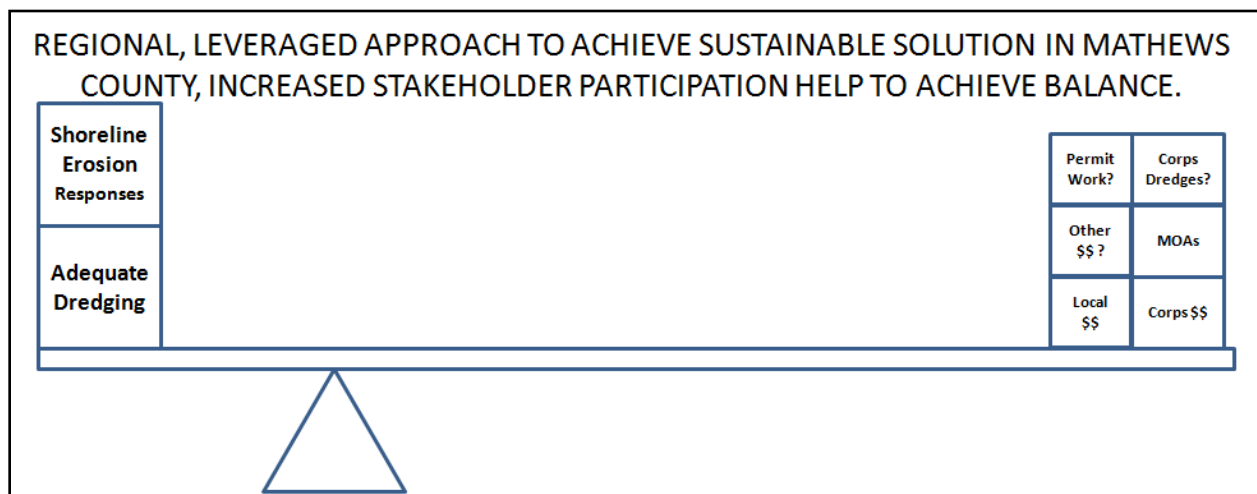 REGIONAL, LEVERAGED APPROACH TO ACHIEVE SUSTAINABLE SOLUTION IN MATHEWS
COUNTY, INCREASED STAKEHOLDER PARTICIPATION HELP TO ACHIEVE BALANCE.
Shoreline
Erosion
Responses
Adequate
Dredging
Permit
Work?
Corps
Dredges?
Other
$$ ?
MOAs
Local
$$
Corps $$